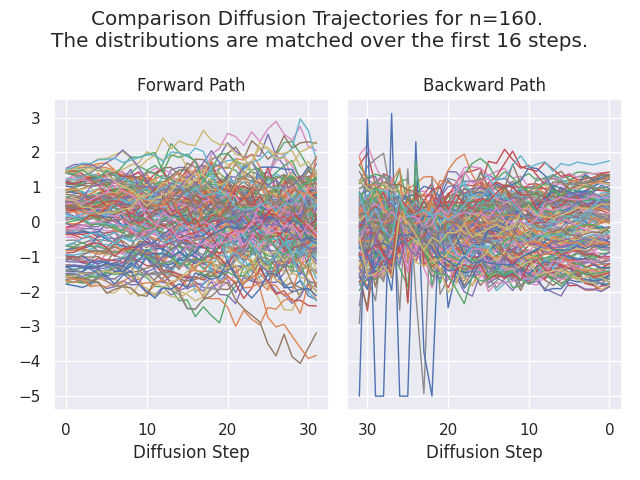 Comparison Diffusion Trajectories for n=160.
The distributions are matched over the first 16 steps.
Forward Path
Backward Path
3
2
1
0
−1
−2
−3
−4
−5
0 10 20 30
30 20 10 0
Diffusion Step
Diffusion Step